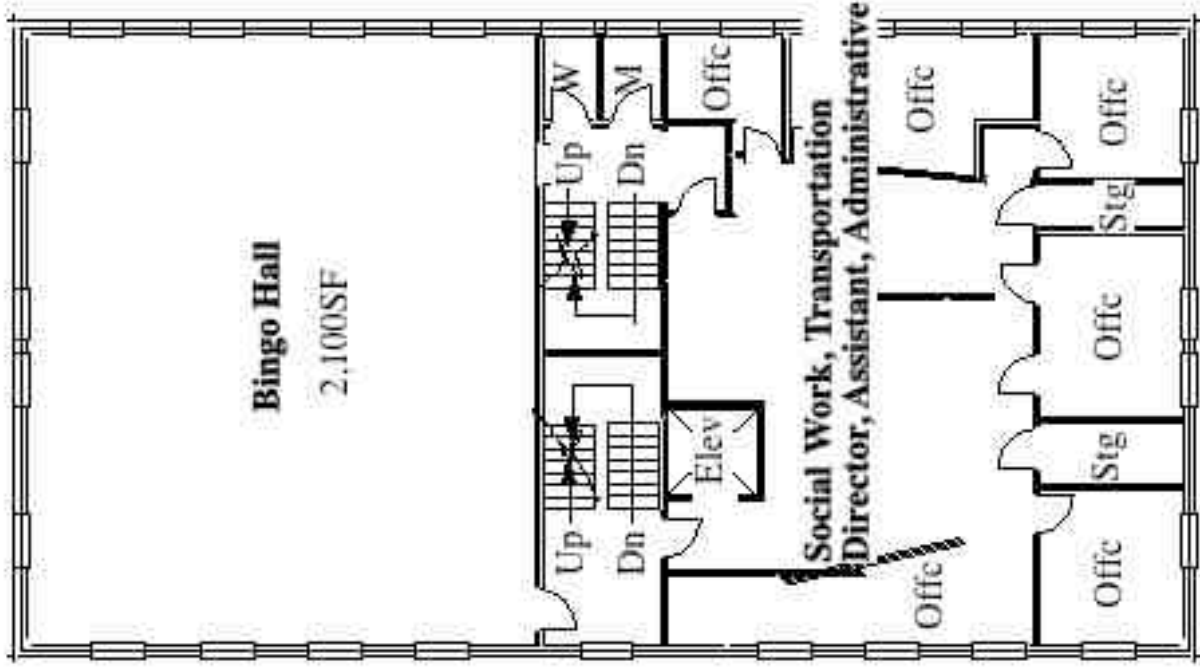 Bingo Hall
2,100SF
Up
Up
W
Dn
Dn
M
Elev
Offc
Social Work, Transportation
Director, Assistant, Administrative
Offc
Offc
Offc
Stg
Offc
Stg
Offc